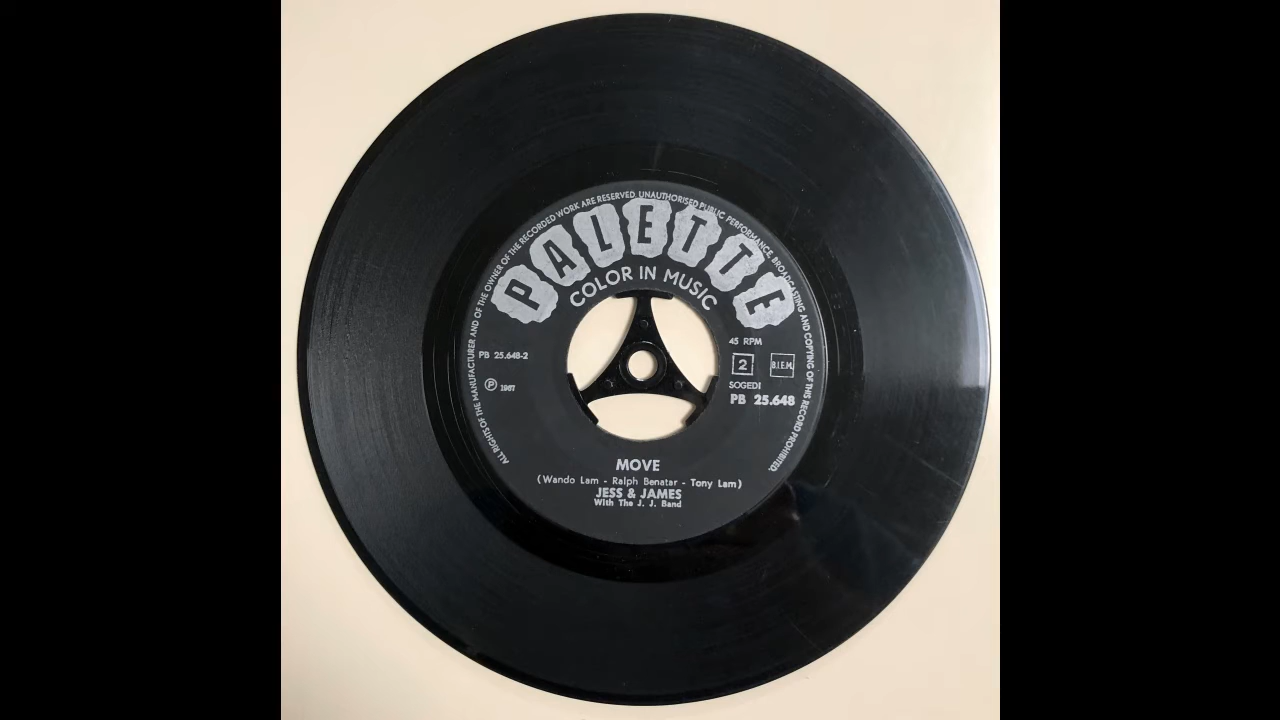 ALL RIGHTS OF THE MANUFACTURER AND OF THE OWNER OF THE RECORDED WORK ARE RESERVED. UNAUTHORISED PUBLIC PERFORMANCE, BROADCASTING AND COPYING OF THIS RECORD PROHIBITED.
PALETTE
COLOR IN MUSIC
45 RPM
PB 25.648-2
2 B.I.E.M.
℗ 1967
SOGEDI
PB 25.648
MOVE
(Wando Lam - Ralph Benatar - Tony Lam)
JESS & JAMES
With The J. J. Band